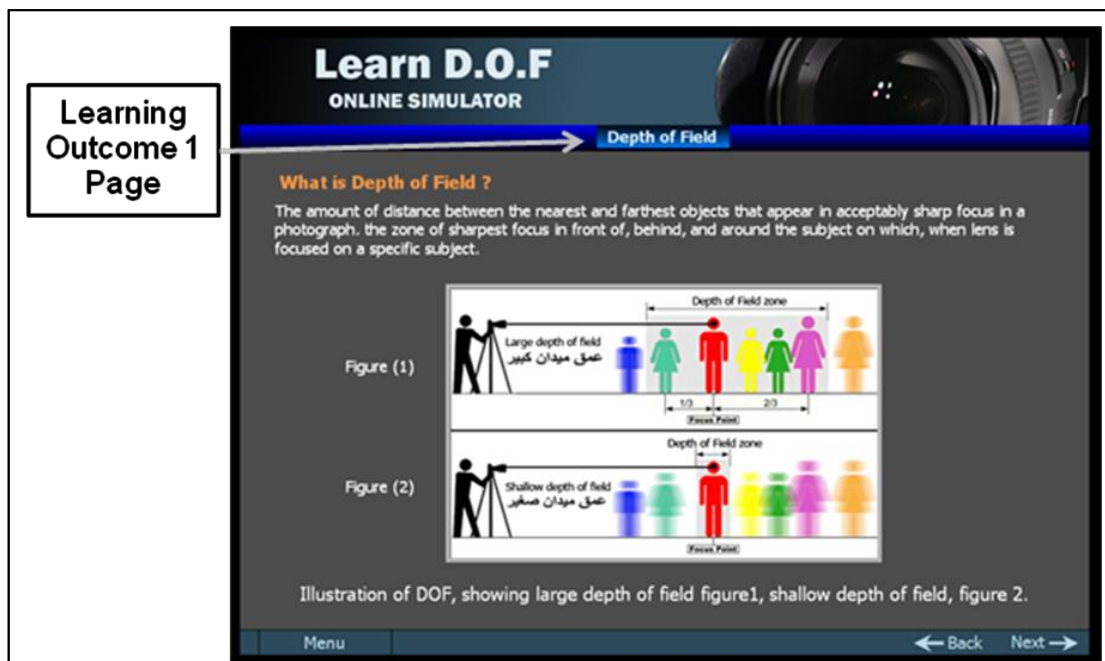 Learning
Outcome 1
Page
Learn D.O.F
ONLINE SIMULATOR
Depth of Field
What is Depth of Field ?
The amount of distance between the nearest and farthest objects that appear in acceptably sharp focus in a
photograph. the zone of sharpest focus in front of, behind, and around the subject on which, when lens is
focused on a specific subject.
Figure (1)
Depth of Field zone
Large depth of field
عمق ميدان كبير
1/3
2/3
Focus Point
Figure (2)
Depth of Field zone
Shallow depth of field
عمق ميدان صغير
Focus Point
Illustration of DOF, showing large depth of field figure1, shallow depth of field, figure 2.
Menu
Back
Next